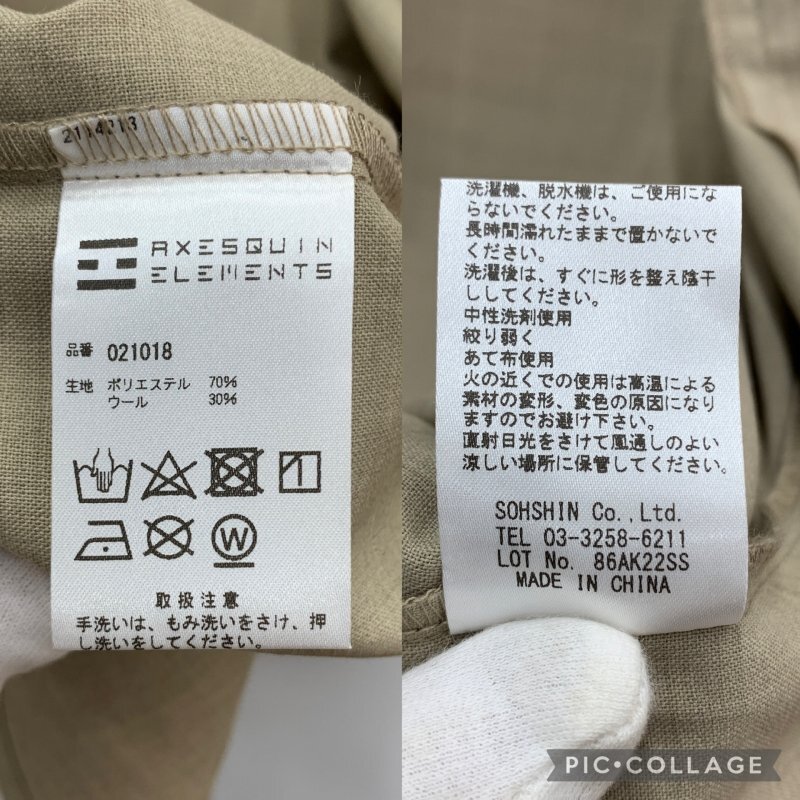 AXESQUIN
ELEMENTS
品番 021018
生地 ポリエステル 70%
ウール 30%
W
取扱注意
手洗いは、もみ洗いをさけ、押
し洗いをしてください。
洗濯機、脱水機は、ご使用にな
らないでください。
長時間濡れたままで置かないで
ください。
洗濯後は、すぐに形を整え陰干
ししてください。
中性洗剤使用
絞り弱く
あて布使用
火の近くでの使用は高温による
素材の変形、変色の原因になり
ますのでお避け下さい。
直射日光をさけて風通しのよい
涼しい場所に保管してください。
SOHSHIN Co.,Ltd.
TEL 03-3258-6211
LOT No. 86AK22SS
MADE IN CHINA
PIC•COLLAGE